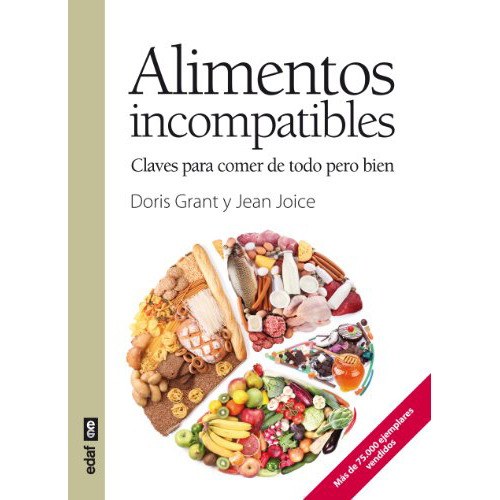 Alimentos
incompatibles
Claves para comer de todo pero bien
Doris Grant y Jean Joice
Más de 75.000 ejemplares
vendidos
edaf